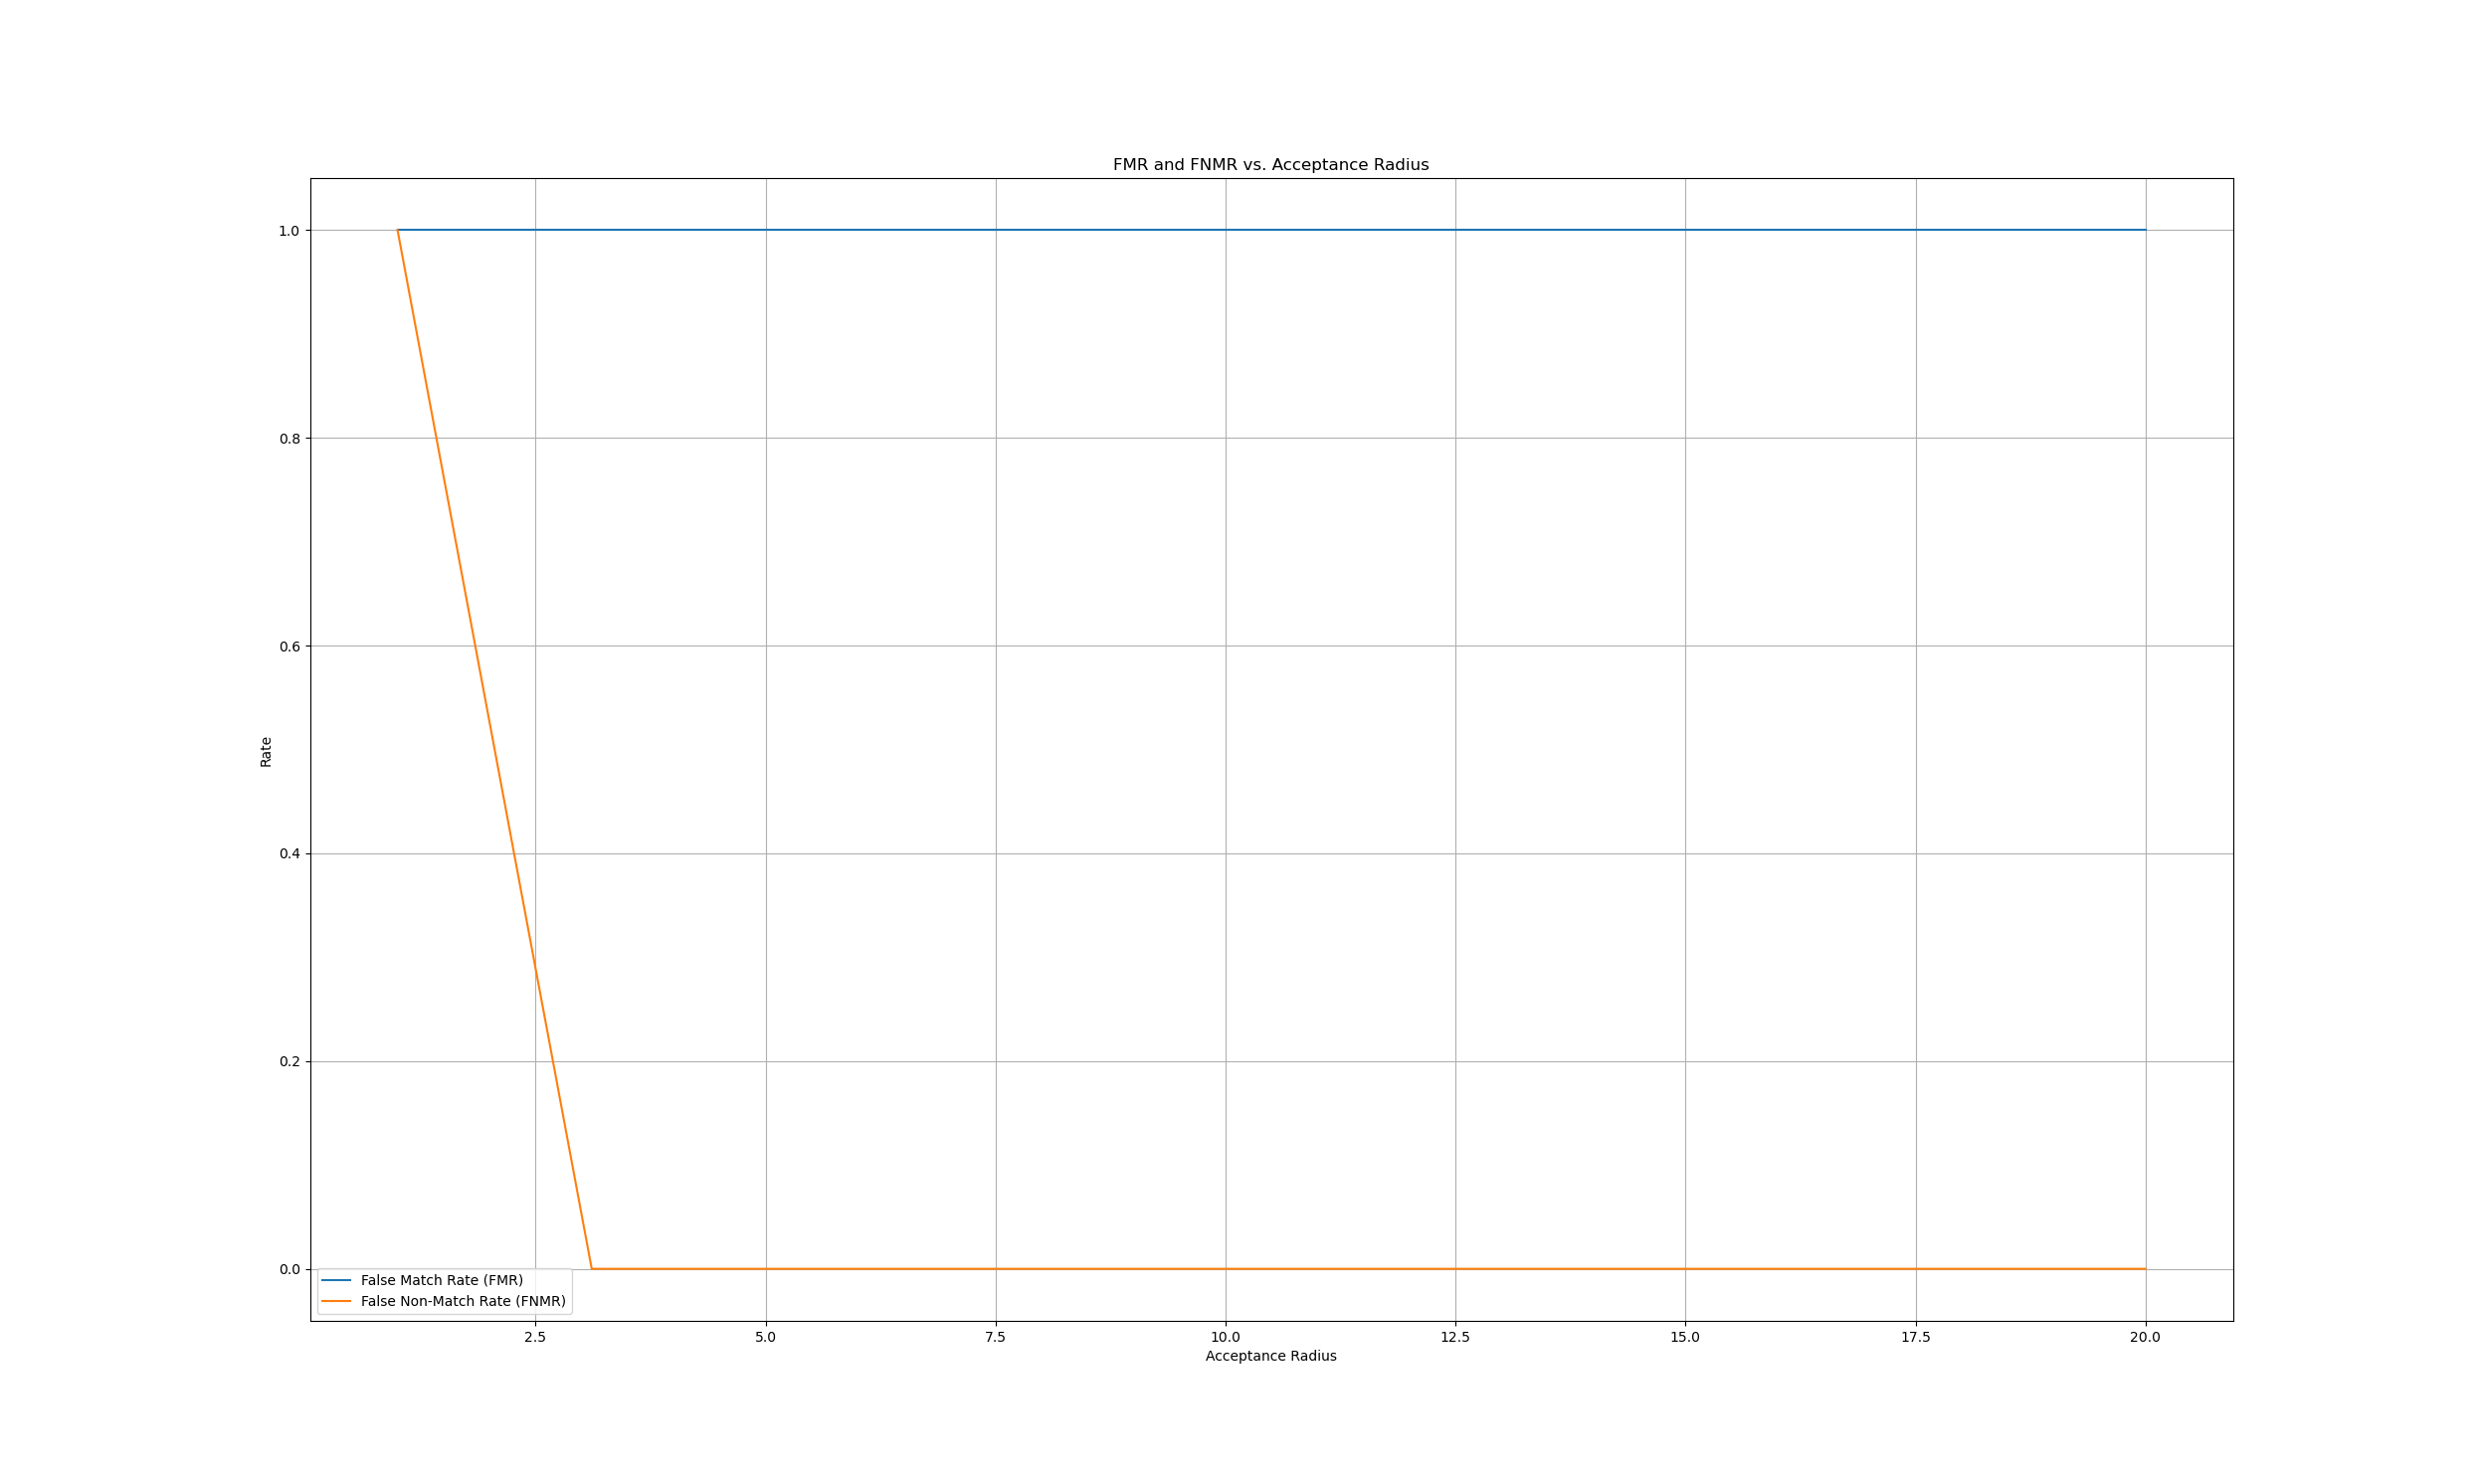 FMR and FNMR vs. Acceptance Radius
1.0
0.8
0.6
0.4
0.2
0.0
Rate
False Match Rate (FMR)
False Non-Match Rate (FNMR)
2.5 5.0 7.5 10.0 12.5 15.0 17.5 20.0
Acceptance Radius